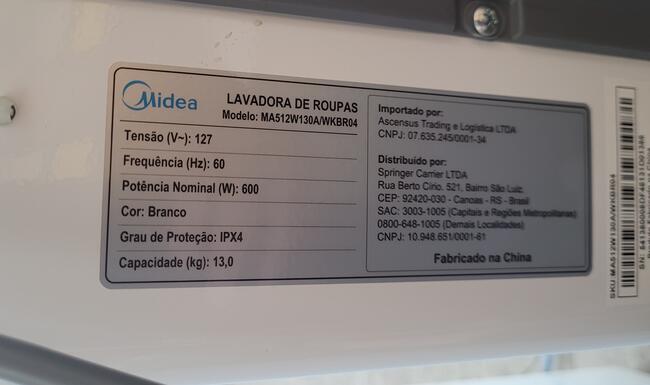 Midea
LAVADORA DE ROUPAS
Modelo: MA512W130A/WKBR04
Tensão (V~): 127
Frequência (Hz): 60
Potência Nominal (W): 600
Cor: Branco
Grau de Proteção: IPX4
Capacidade (kg): 13,0
Importado por:
Ascensus Trading e Logística LTDA
CNPJ: 07.635.245/0001-34
Distribuído por:
Springer Carrier LTDA
Rua Berto Círio, 521, Bairro São Luiz,
CEP: 92420-030 - Canoas - RS - Brasil
SAC: 3003-1005 (Capitais e Regiões Metropolitanas)
0800-648-1005 (Demais Localidades)
CNPJ: 10.948.651/0001-61
Fabricado na China
SKU: MA512W130A/WKBR04